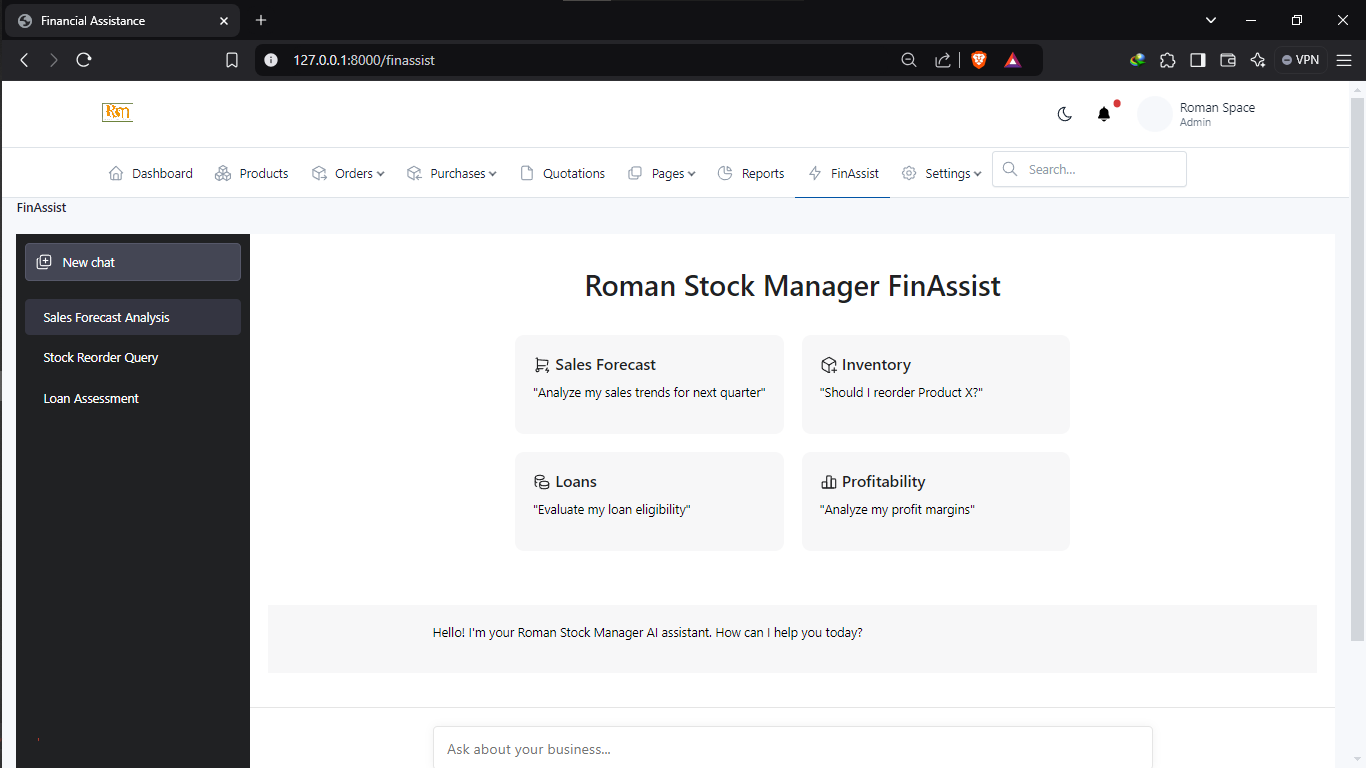 Financial Assistance
127.0.0.1:8000/finassist
VPN
Rsm
Roman Space
Admin
Dashboard
Products
Orders
Purchases
Quotations
Pages
Reports
FinAssist
Settings
Search...
FinAssist
New chat
Sales Forecast Analysis
Stock Reorder Query
Loan Assessment
Roman Stock Manager FinAssist
Sales Forecast
"Analyze my sales trends for next quarter"
Inventory
"Should I reorder Product X?"
Loans
"Evaluate my loan eligibility"
Profitability
"Analyze my profit margins"
Hello! I'm your Roman Stock Manager AI assistant. How can I help you today?
Ask about your business...